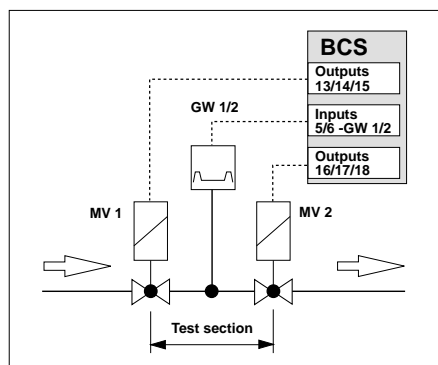 BCS
Outputs
13/14/15
GW 1/2
Inputs
5/6 -GW 1/2
Outputs
16/17/18
MV 1
MV 2
Test section